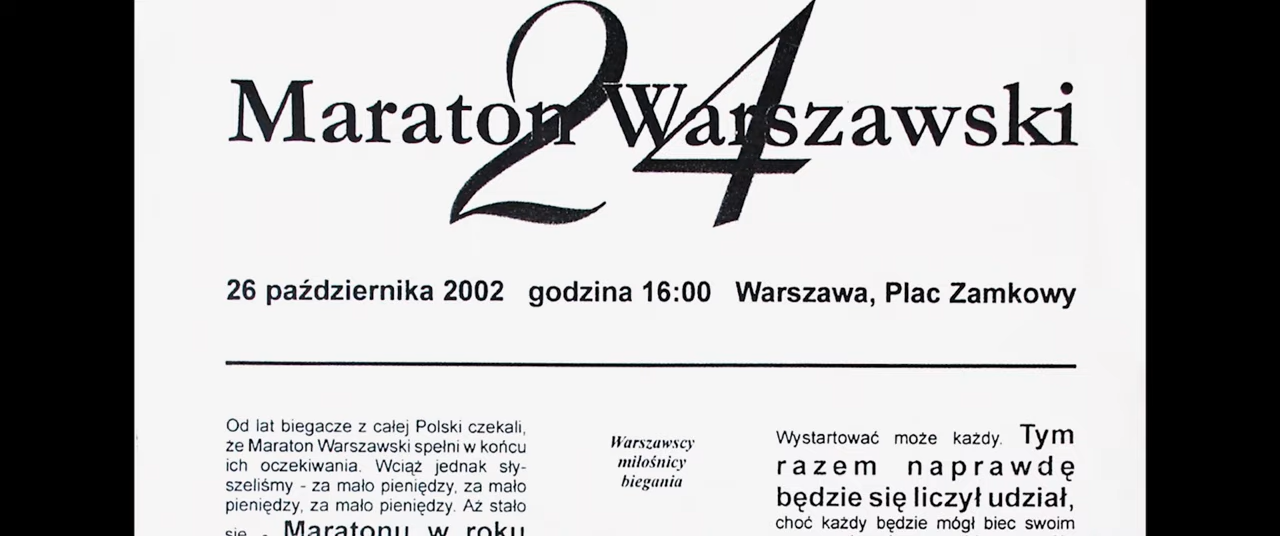 24
Maraton Warszawski
26 października 2002 godzina 16:00 Warszawa, Plac Zamkowy
Od lat biegacze z całej Polski czekali,
że Maraton Warszawski spełni w końcu
ich oczekiwania. Wciąż jednak sły-
szeliśmy - za mało pieniędzy, za mało
pieniędzy, za mało pieniędzy. Aż stało
się - Maratonu w roku
Warszawscy
miłośnicy
biegania
Wystartować może każdy. Tym
razem naprawdę
będzie się liczył udział,
choć każdy będzie mógł biec swoim